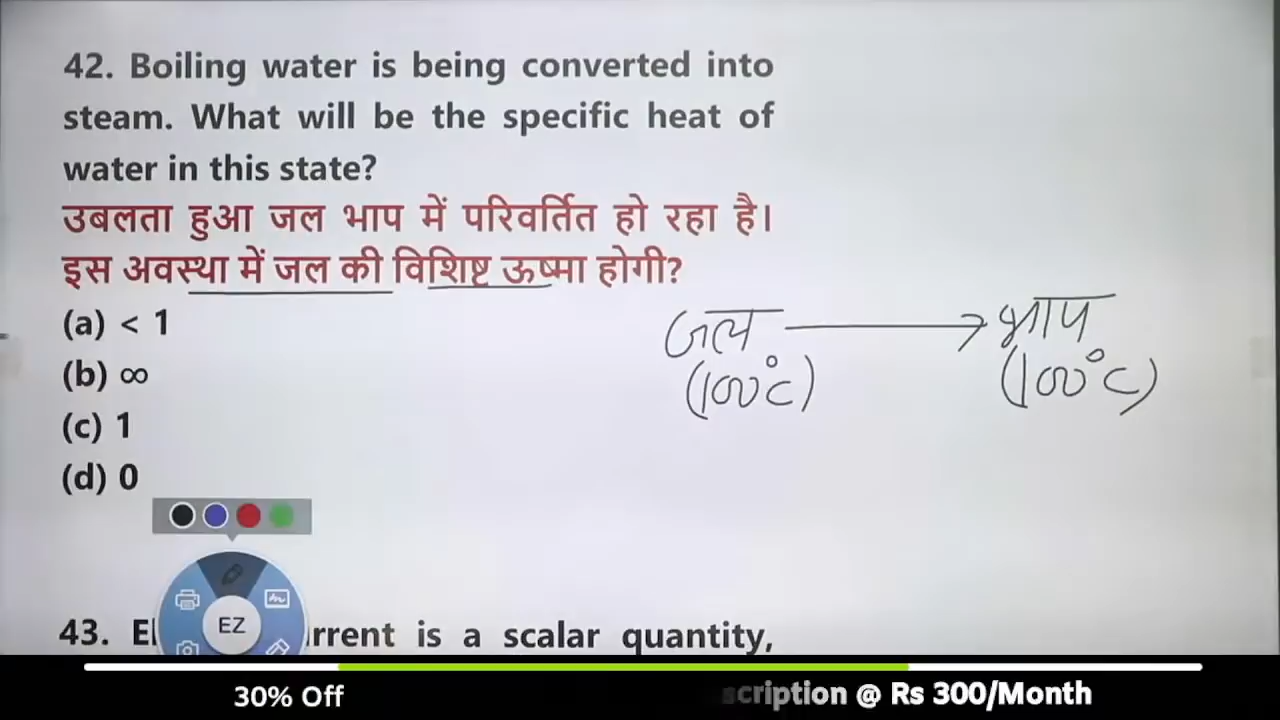 42. Boiling water is being converted into
steam. What will be the specific heat of
water in this state?
उबलता हुआ जल भाप में परिवर्तित हो रहा है।
इस अवस्था में जल की विशिष्ट ऊष्मा होगी?
(a) < 1
(b) ∞
(c) 1
(d) 0
जल → भाप
(100°C) (100°C)
EZ
43. El rrent is a scalar quantity,
30% Off
scription @ Rs 300/Month